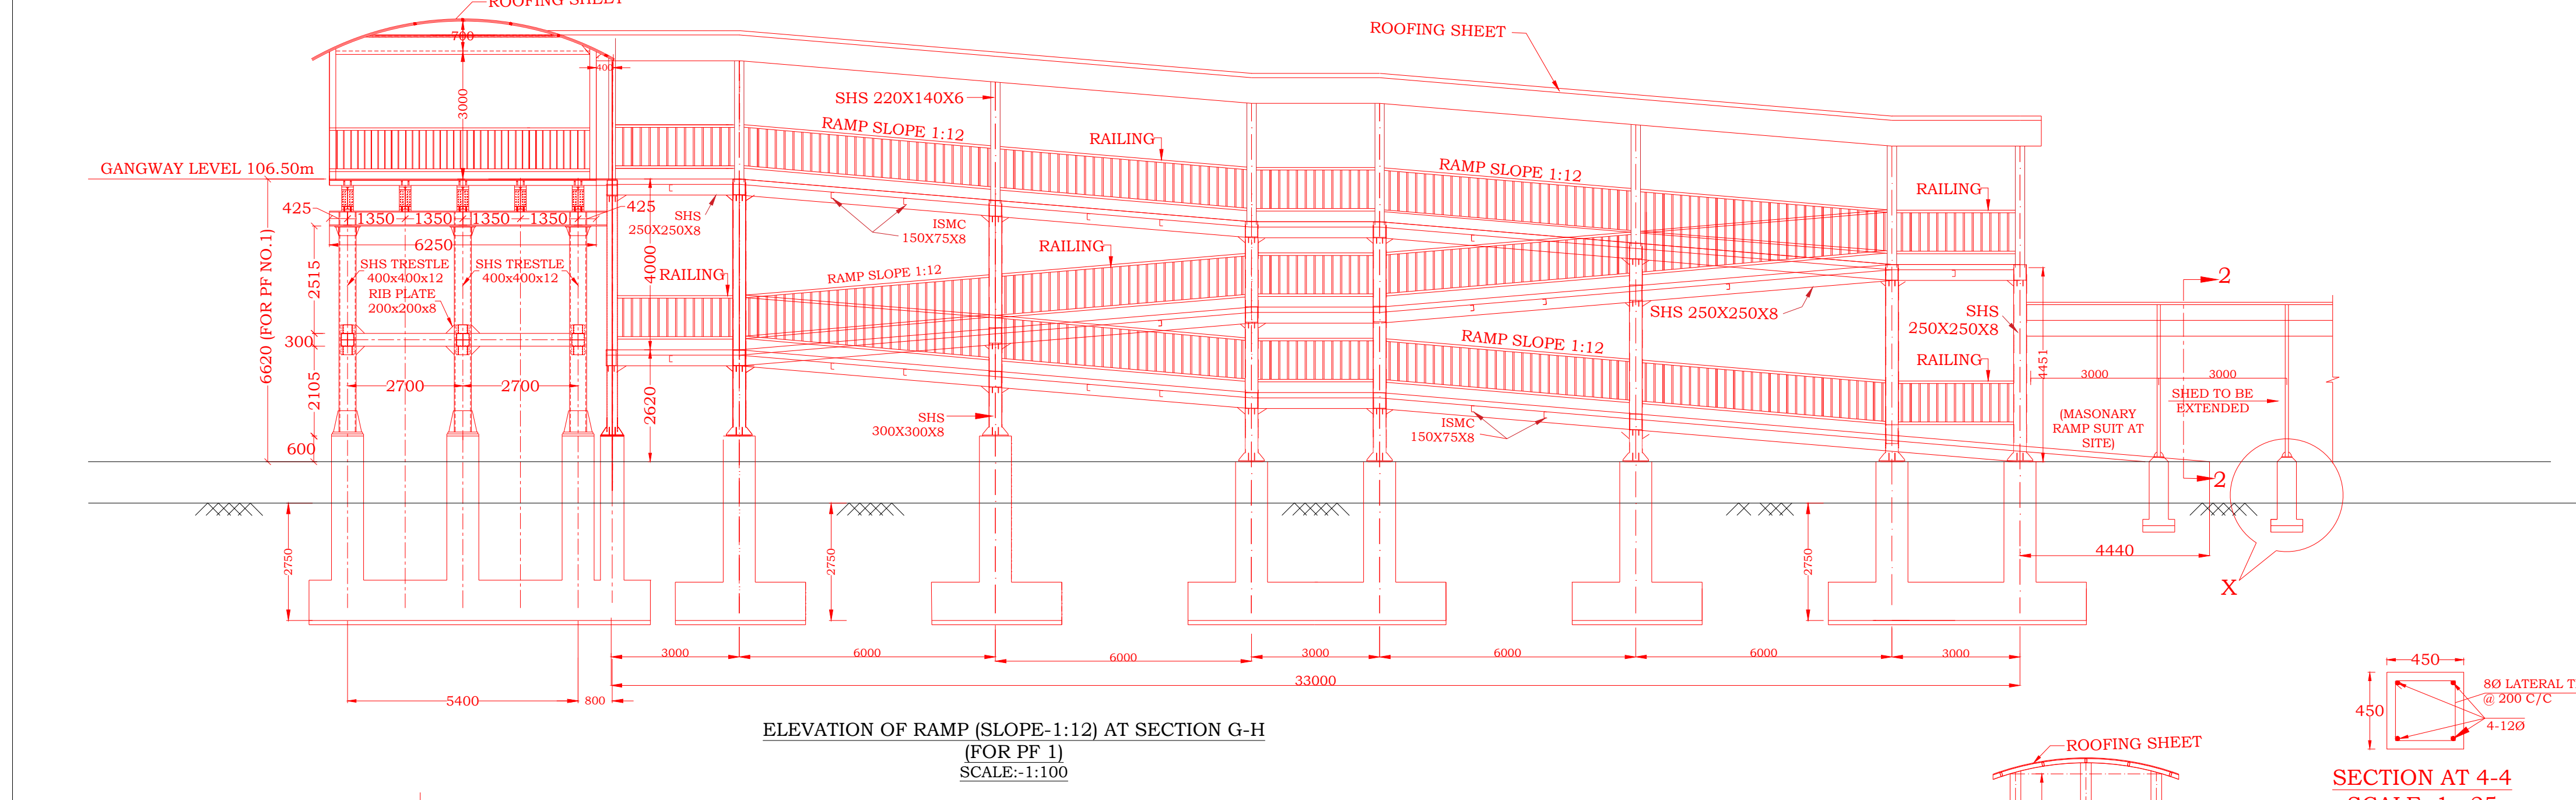 ROOFING SHEET
ROOFING SHEET
700
400
3000
SHS 220X140X6
RAMP SLOPE 1:12
RAILING
RAMP SLOPE 1:12
RAILING
GANGWAY LEVEL 106.50m
425
1350
1350
1350
1350
425
6250
SHS
250X250X8
ISMC
150X75X8
RAILING
4000
RAILING
RAMP SLOPE 1:12
6620 (FOR PF NO.1)
2515
SHS TRESTLE
400x400x12
SHS TRESTLE
400x400x12
RIB PLATE
200x200x8
300
2105
2700
2700
600
2620
SHS
300X300X8
SHS 250X250X8
SHS
250X250X8
RAMP SLOPE 1:12
RAILING
4451
ISMC
150X75X8
2
3000
3000
SHED TO BE
EXTENDED
(MASONARY
RAMP SUIT AT
SITE)
2
2750
2750
2750
4440
X
3000
6000
6000
3000
6000
6000
3000
33000
5400
800
ELEVATION OF RAMP (SLOPE-1:12) AT SECTION G-H
(FOR PF 1)
SCALE:-1:100
450
450
8Ø LATERAL T
@ 200 C/C
4-12Ø
ROOFING SHEET
SECTION AT 4-4